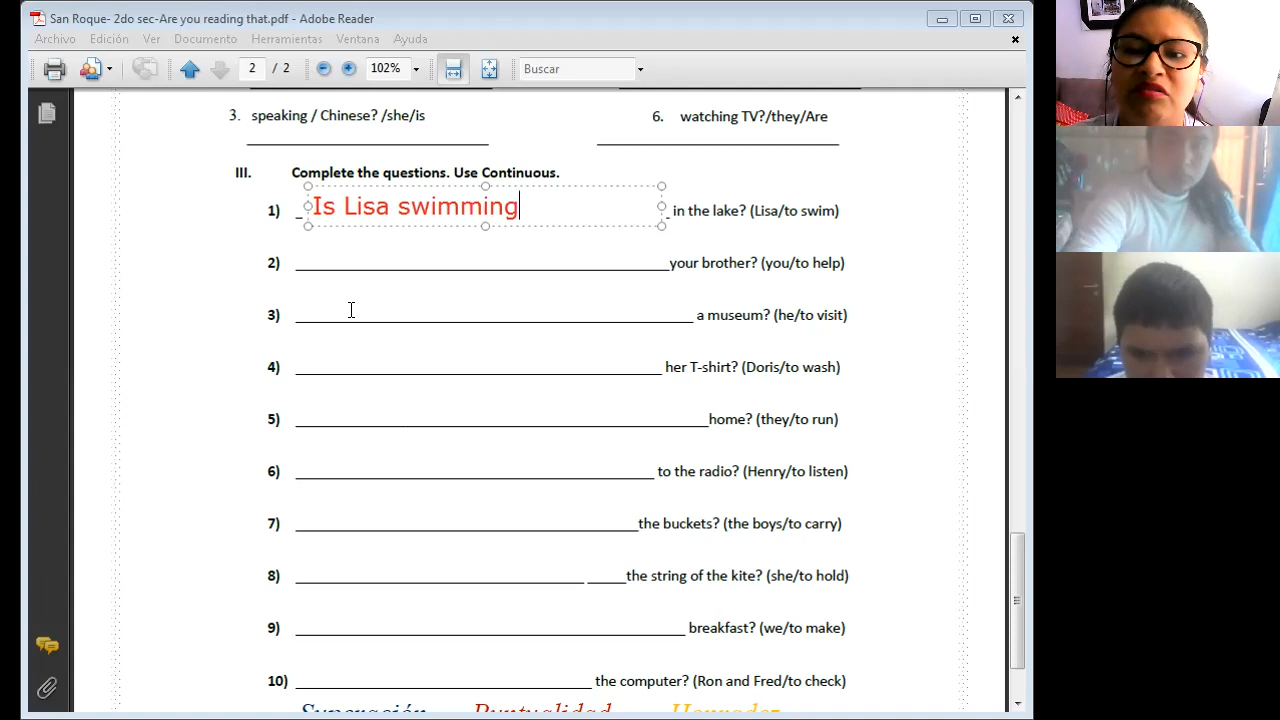 San Roque- 2do sec-Are you reading that.pdf - Adobe Reader
Archivo Edición Ver Documento Herramientas Ventana Ayuda
2 / 2 102% Buscar
3. speaking / Chinese? /she/is 6. watching TV?/they/Are
III. Complete the questions. Use Continuous.
1) Is Lisa swimming in the lake? (Lisa/to swim)
2) your brother? (you/to help)
3) a museum? (he/to visit)
4) her T-shirt? (Doris/to wash)
5) home? (they/to run)
6) to the radio? (Henry/to listen)
7) the buckets? (the boys/to carry)
8) the string of the kite? (she/to hold)
9) breakfast? (we/to make)
10) the computer? (Ron and Fred/to check)
Superación Puntualidad Honradez